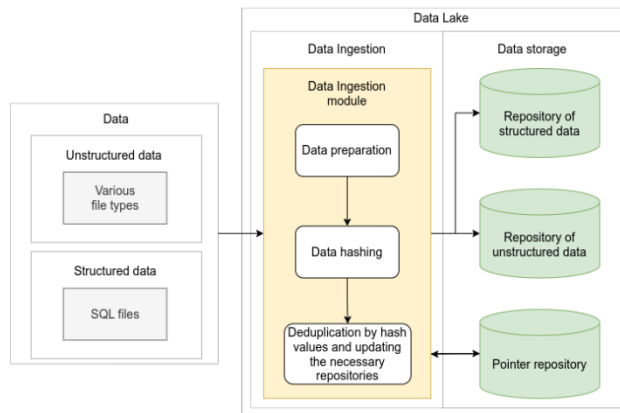 Data Lake
Data Ingestion
Data storage
Data Ingestion
module
Data
Unstructured data
Various
file types
Structured data
SQL files
Data preparation
Data hashing
Deduplication by hash
values and updating
the necessary
repositories
Repository of
structured data
Repository of
unstructured data
Pointer repository